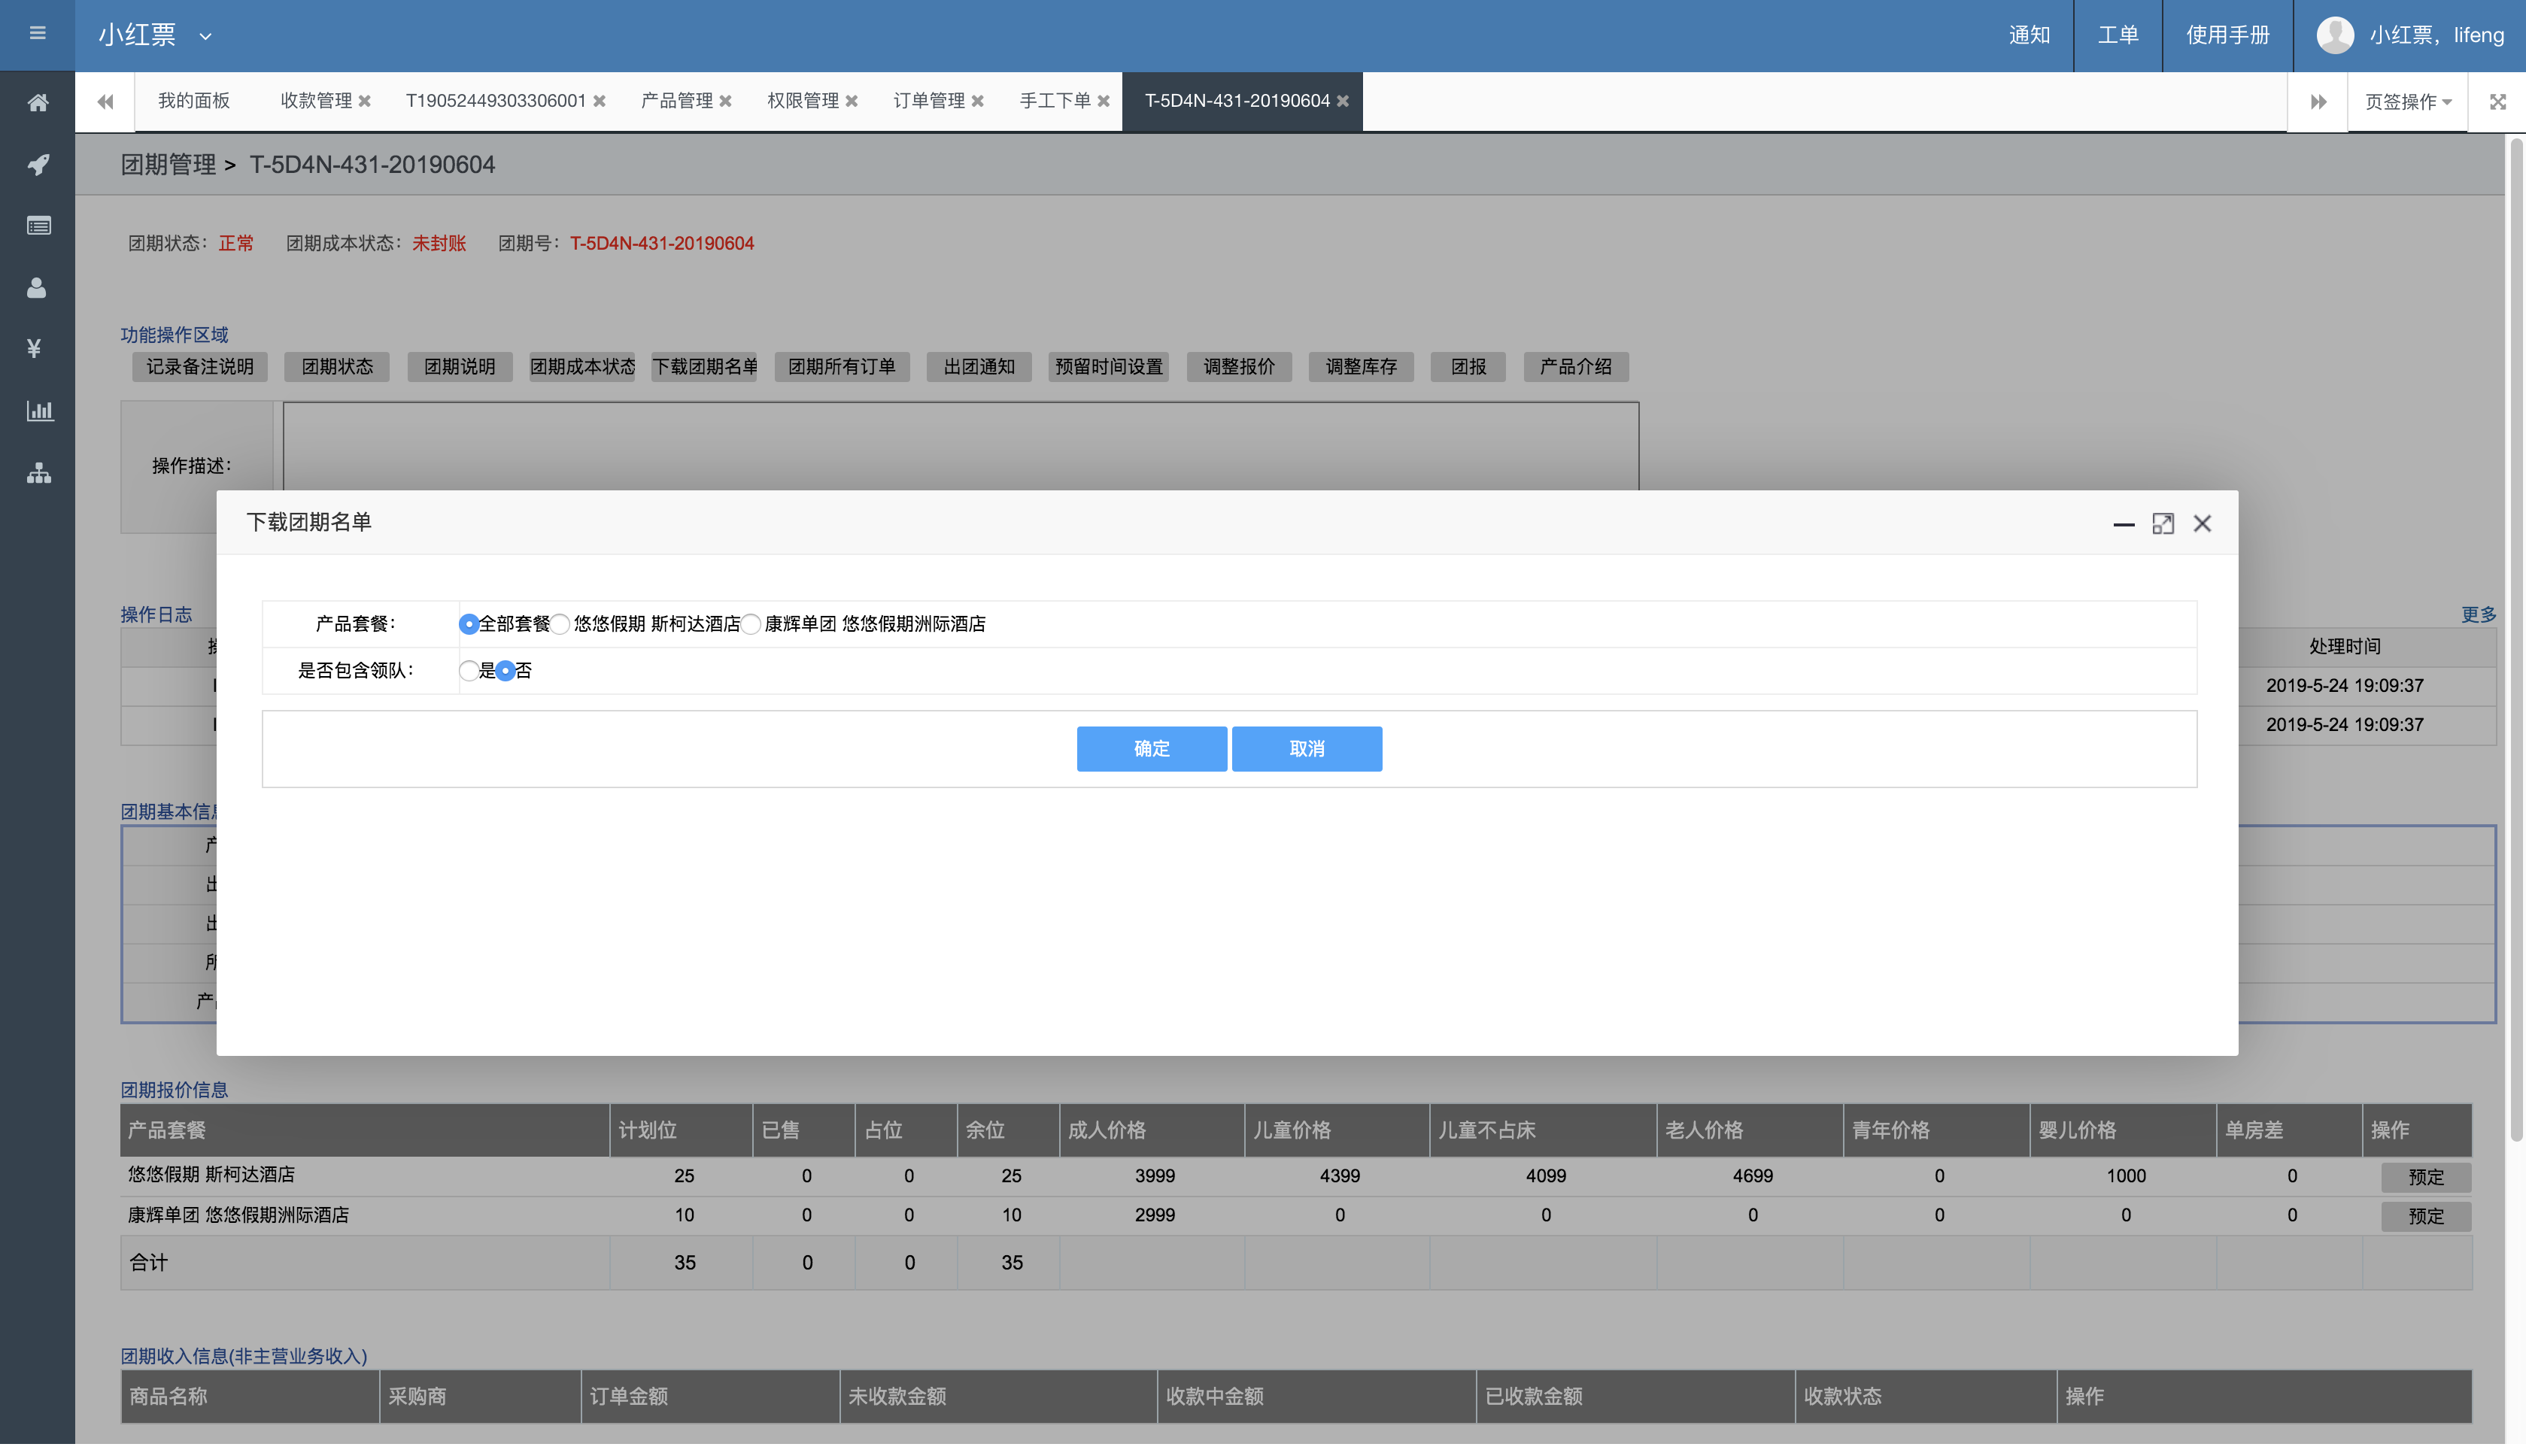 小红票
通知 工单 使用手册 小红票，lifeng
我的面板 收款管理 T19052449303306001 产品管理 权限管理 订单管理 手工下单 T-5D4N-431-20190604 页签操作
团期管理 > T-5D4N-431-20190604
团期状态：正常 团期成本状态：未封账 团期号：T-5D4N-431-20190604
功能操作区域
记录备注说明 团期状态 团期说明 团期成本状态 下载团期名单 团期所有订单 出团通知 预留时间设置 调整报价 调整库存 团报 产品介绍
操作描述：
下载团期名单
产品套餐： 全部套餐 悠悠假期 斯柯达酒店 康辉单团 悠悠假期洲际酒店
是否包含领队： 是 否
确定 取消
操作日志 更多
处理时间
2019-5-24 19:09:37
2019-5-24 19:09:37
团期基本信
产
出
出
所
产
团期报价信息
产品套餐 计划位 已售 占位 余位 成人价格 儿童价格 儿童不占床 老人价格 青年价格 婴儿价格 单房差 操作
悠悠假期 斯柯达酒店 25 0 0 25 3999 4399 4099 4699 0 1000 0 预定
康辉单团 悠悠假期洲际酒店 10 0 0 10 2999 0 0 0 0 0 0 预定
合计 35 0 0 35
团期收入信息(非主营业务收入)
商品名称 采购商 订单金额 未收款金额 收款中金额 已收款金额 收款状态 操作